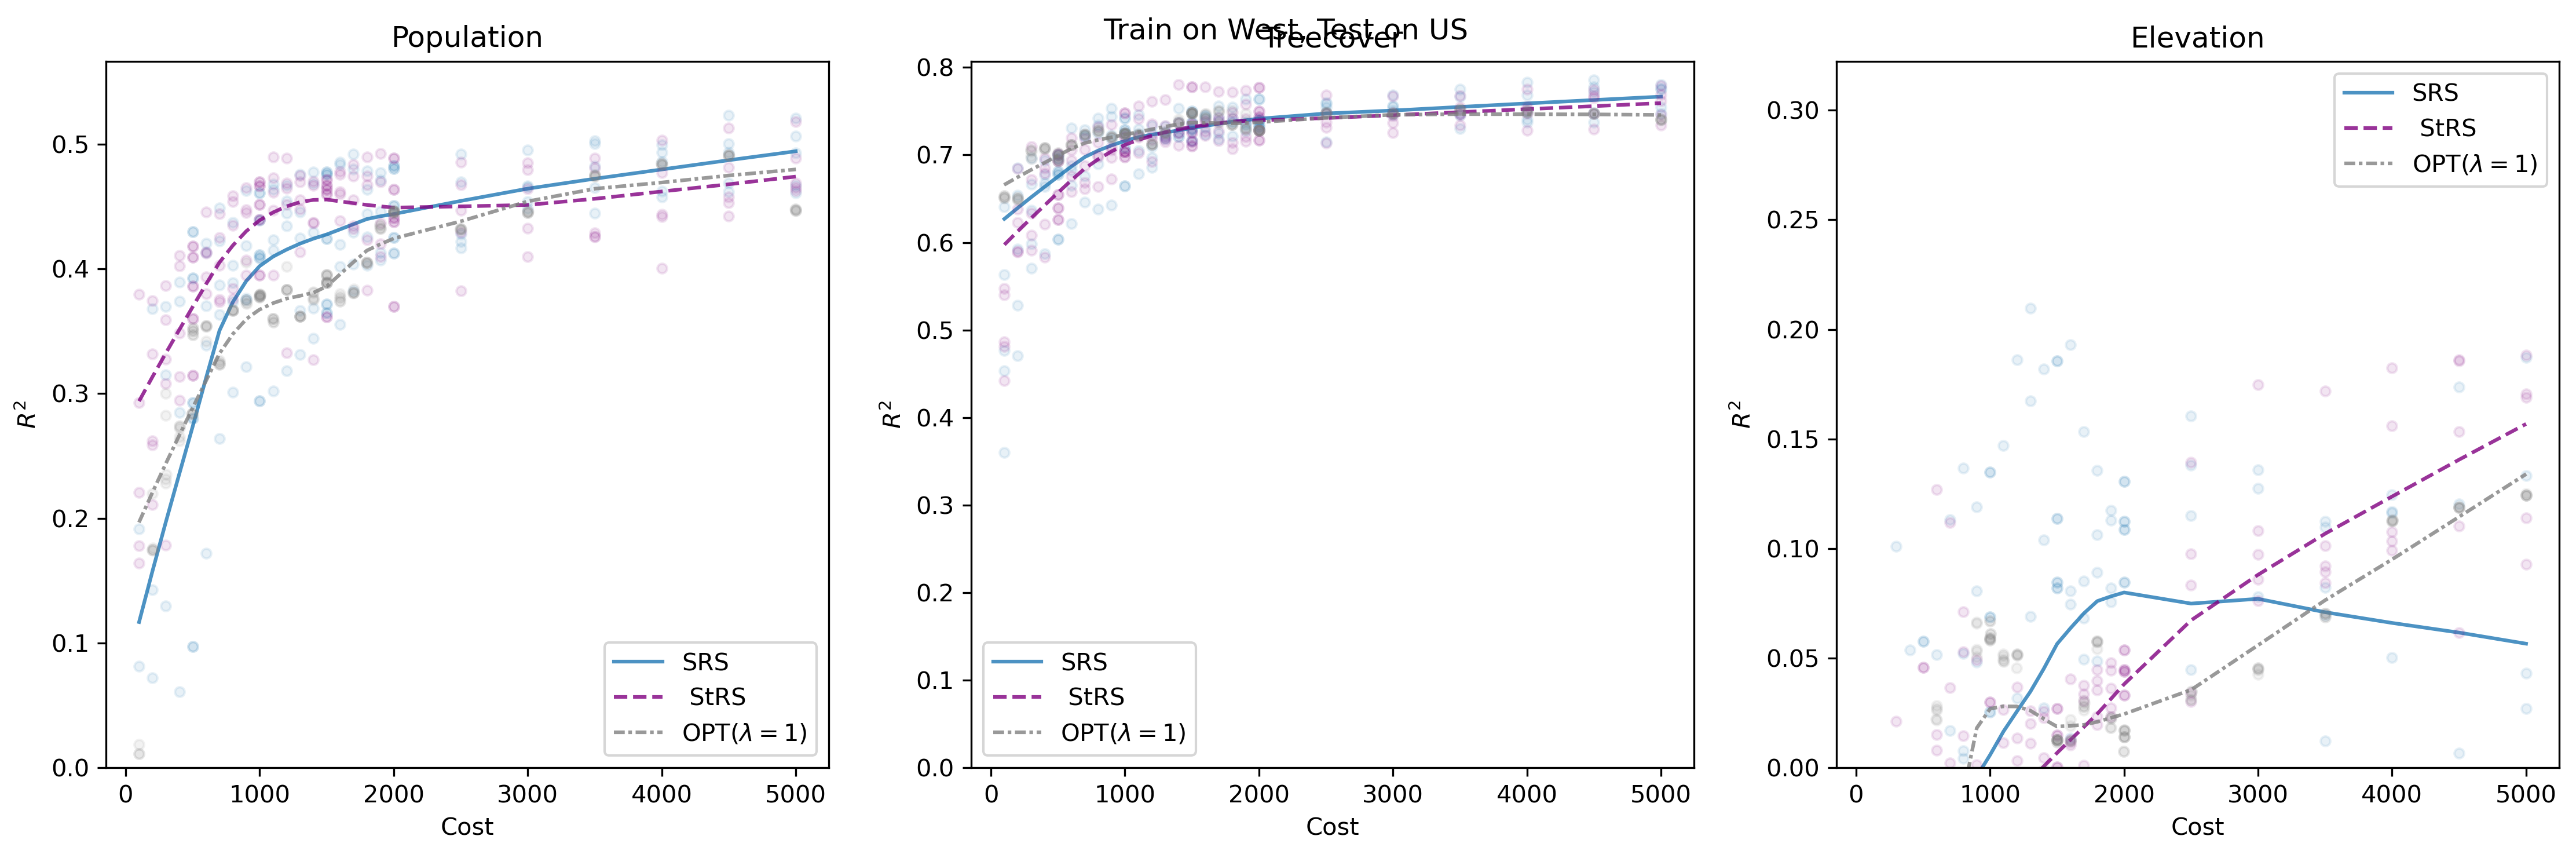 Train on West, Test on US
Population
R²
0.5
0.4
0.3
0.2
0.1
0.0
0 1000 2000 3000 4000 5000
Cost
SRS
StRS
OPT(λ = 1)
Treecover
R²
0.8
0.7
0.6
0.5
0.4
0.3
0.2
0.1
0.0
0 1000 2000 3000 4000 5000
Cost
SRS
StRS
OPT(λ = 1)
Elevation
R²
0.30
0.25
0.20
0.15
0.10
0.05
0.00
0 1000 2000 3000 4000 5000
Cost
SRS
StRS
OPT(λ = 1)